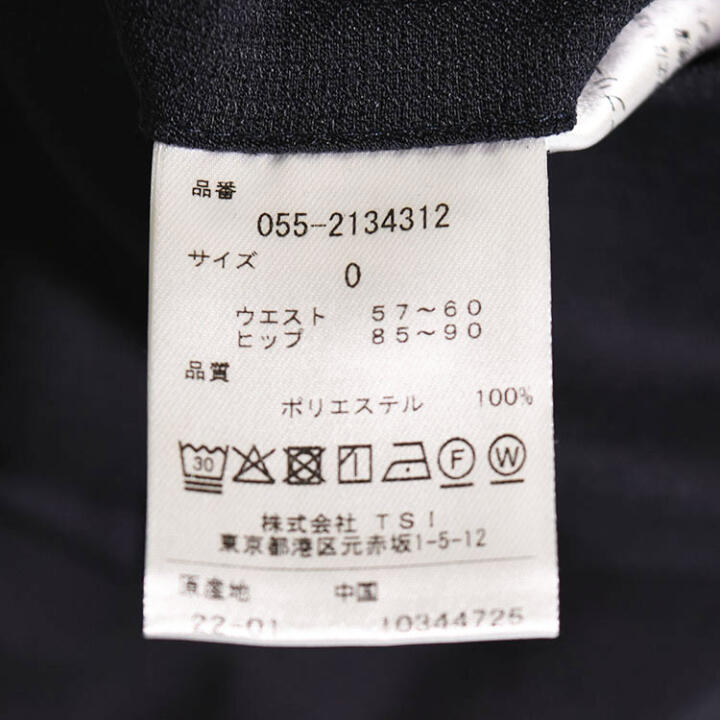 品番
055-2134312
サイズ
0
ウエスト 57～60
ヒップ 85～90
品質
ポリエステル 100%
30
F W
株式会社 TSI
東京都港区元赤坂1-5-12
原産地 中国
22-01 10344725